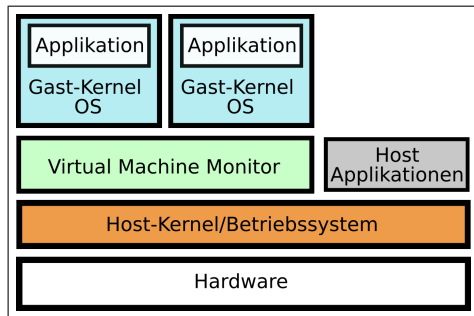 Applikation
Gast-Kernel
OS
Applikation
Gast-Kernel
OS
Virtual Machine Monitor
Host
Applikationen
Host-Kernel/Betriebssystem
Hardware